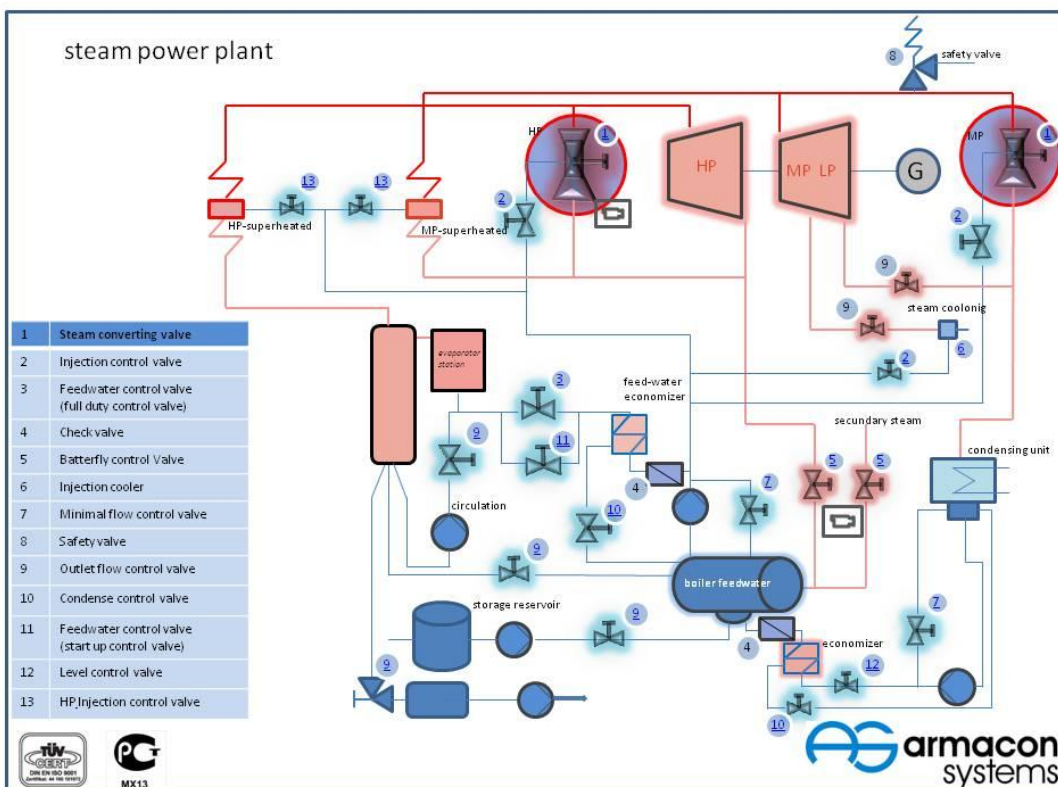 steam power plant
8
safety valve
HP
1
MP
1
HP
MP LP
G
13
13
2
2
HP-superheated
MP-superheated
9
9
steam coolonig
1 Steam converting valve
2 Injection control valve
3 Feedwater control valve
(full duty control valve)
4 Check valve
5 Batterfly control Valve
6 Injection cooler
7 Minimal flow control valve
8 Safety valve
9 Outlet flow control valve
10 Condense control valve
11 Feedwater control valve
(start up control valve)
12 Level control valve
13 HP Injection control valve
evaporator
station
2
6
3
feed-water
economizer
secundary steam
9
11
5
5
condensing unit
4
7
10
circulation
9
boiler feedwater
storage reservoir
9
7
4
economizer
12
9
10
TÜV
CERT
DIN EN ISO 9001
РСТ
МХ13
armacon
systems